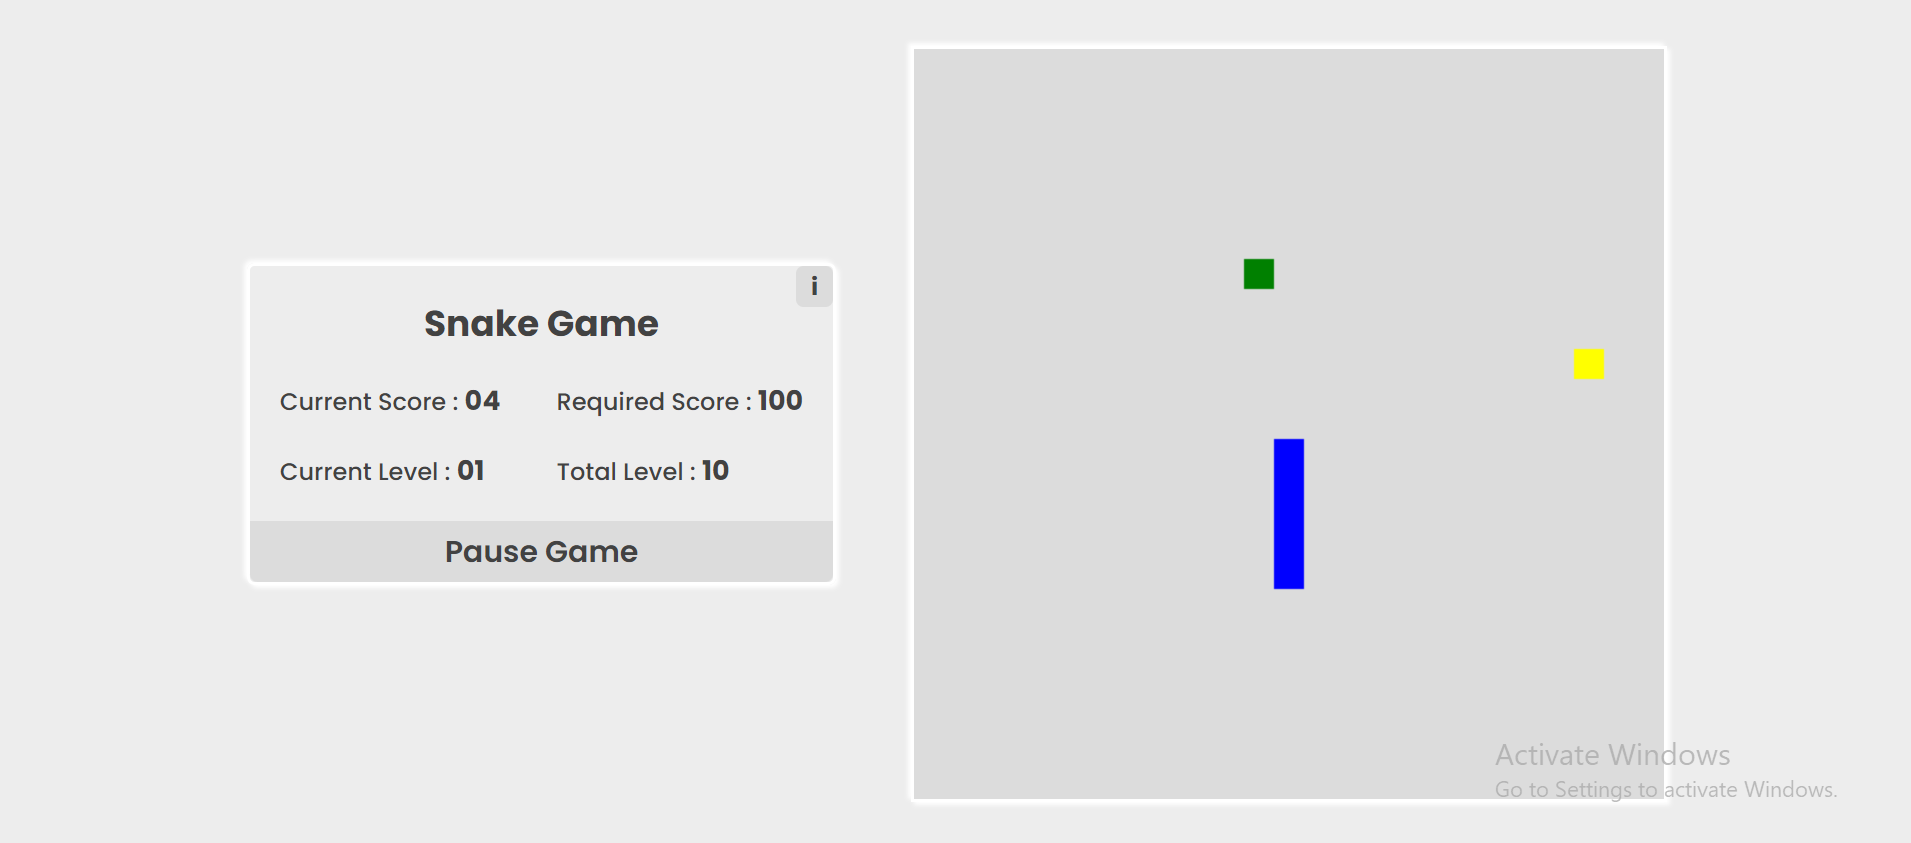 i
Snake Game
Current Score : 04
Required Score : 100
Current Level : 01
Total Level : 10
Pause Game
Activate Windows
Go to Settings to activate Windows.